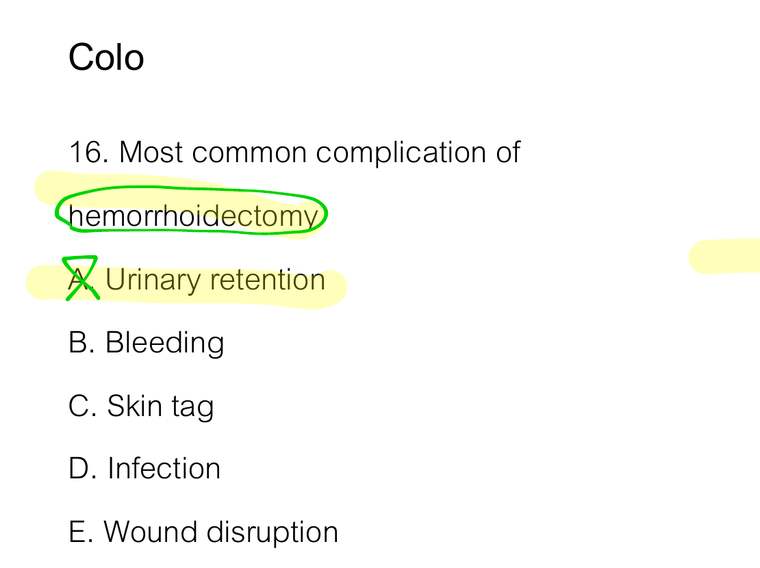 Colo
16. Most common complication of
hemorrhoidectomy
A. Urinary retention
B. Bleeding
C. Skin tag
D. Infection
E. Wound disruption